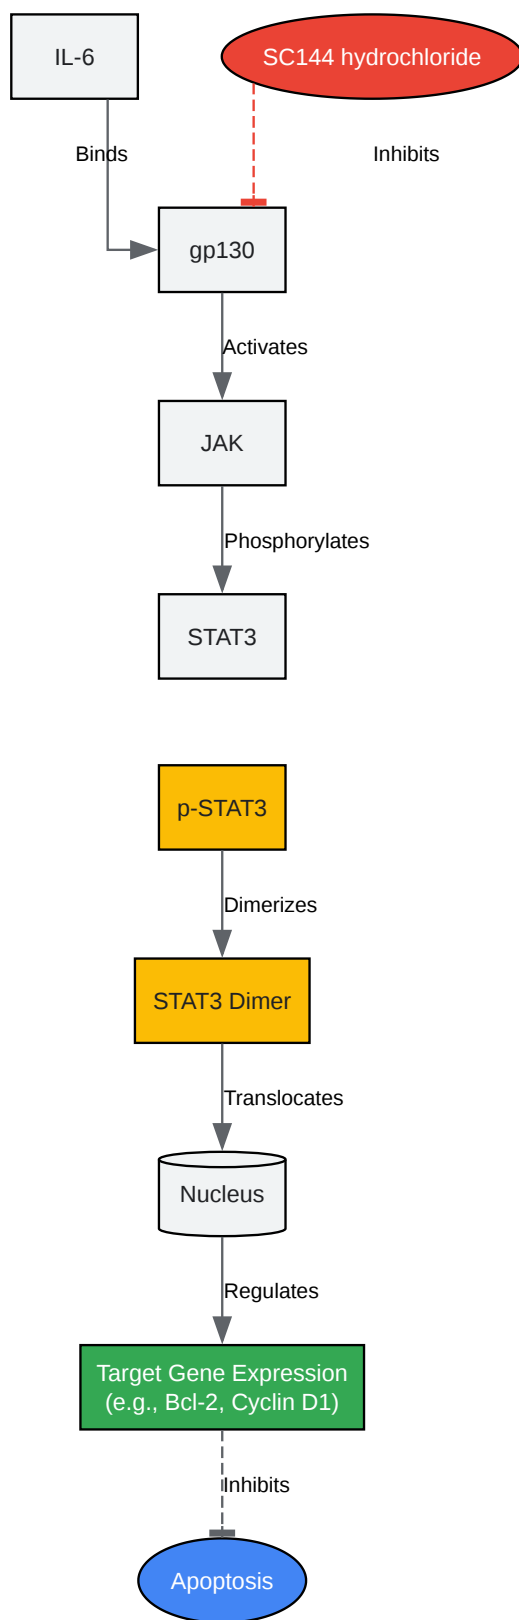 IL-6
SC144 hydrochloride
Binds
Inhibits
gp130
Activates
JAK
Phosphorylates
STAT3
p-STAT3
Dimerizes
STAT3 Dimer
Translocates
Nucleus
Regulates
Target Gene Expression
(e.g., Bcl-2, Cyclin D1)
Inhibits
Apoptosis